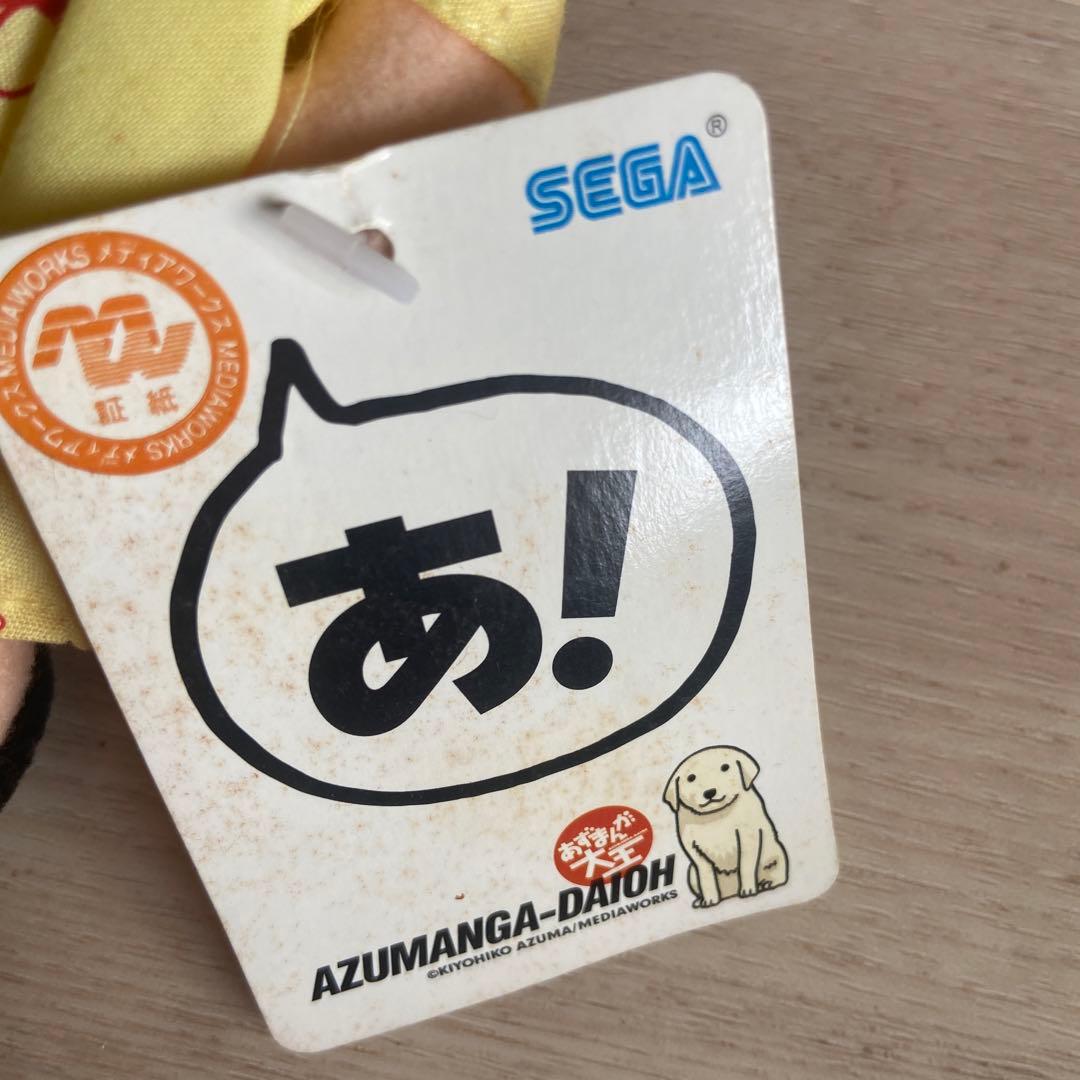 SEGA®
MEDIAWORKS メディアワークス MEDIAWORKS メディアワークス
MW
証紙
あ!
あずまんが
大王
AZUMANGA-DAIOH
©KIYOHIKO AZUMA/MEDIAWORKS